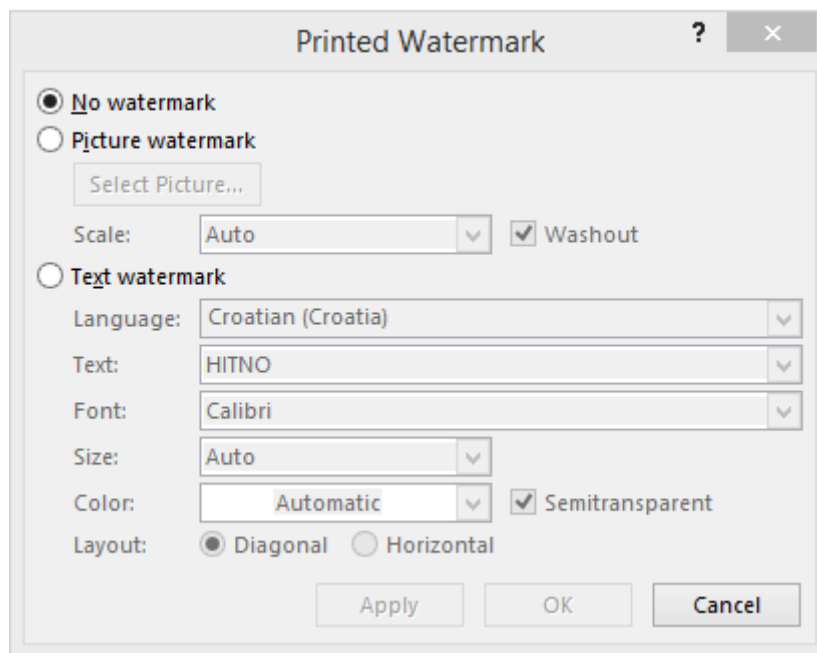 Printed Watermark ?
No watermark
Picture watermark
Select Picture...
Scale: Auto Washout
Text watermark
Language: Croatian (Croatia)
Text: HITNO
Font: Calibri
Size: Auto
Color: Automatic Semitransparent
Layout: Diagonal Horizontal
Apply OK Cancel